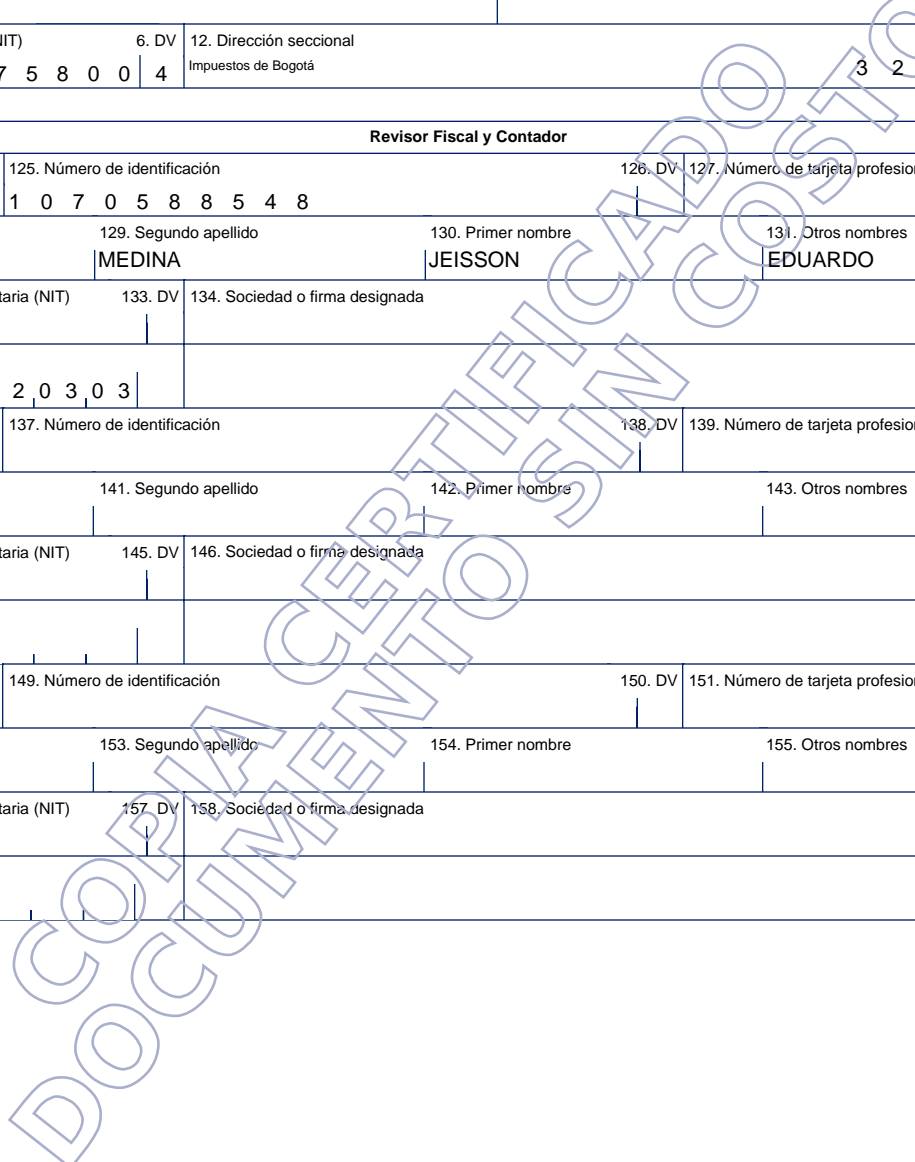 NIT) 6. DV 12. Dirección seccional
7 5 8 0 0 4 Impuestos de Bogotá 3 2
Revisor Fiscal y Contador
125. Número de identificación 126. DV 127. Número de tarjeta profesion
1 0 7 0 5 8 8 5 4 8
129. Segundo apellido 130. Primer nombre 131. Otros nombres
MEDINA JEISSON EDUARDO
taria (NIT) 133. DV 134. Sociedad o firma designada
2 0 3 0 3
137. Número de identificación 138. DV 139. Número de tarjeta profesion
141. Segundo apellido 142. Primer nombre 143. Otros nombres
taria (NIT) 145. DV 146. Sociedad o firma designada
149. Número de identificación 150. DV 151. Número de tarjeta profesion
153. Segundo apellido 154. Primer nombre 155. Otros nombres
taria (NIT) 157. DV 158. Sociedad o firma designada
COPIA CERTIFICADO
DOCUMENTO SIN COSTO